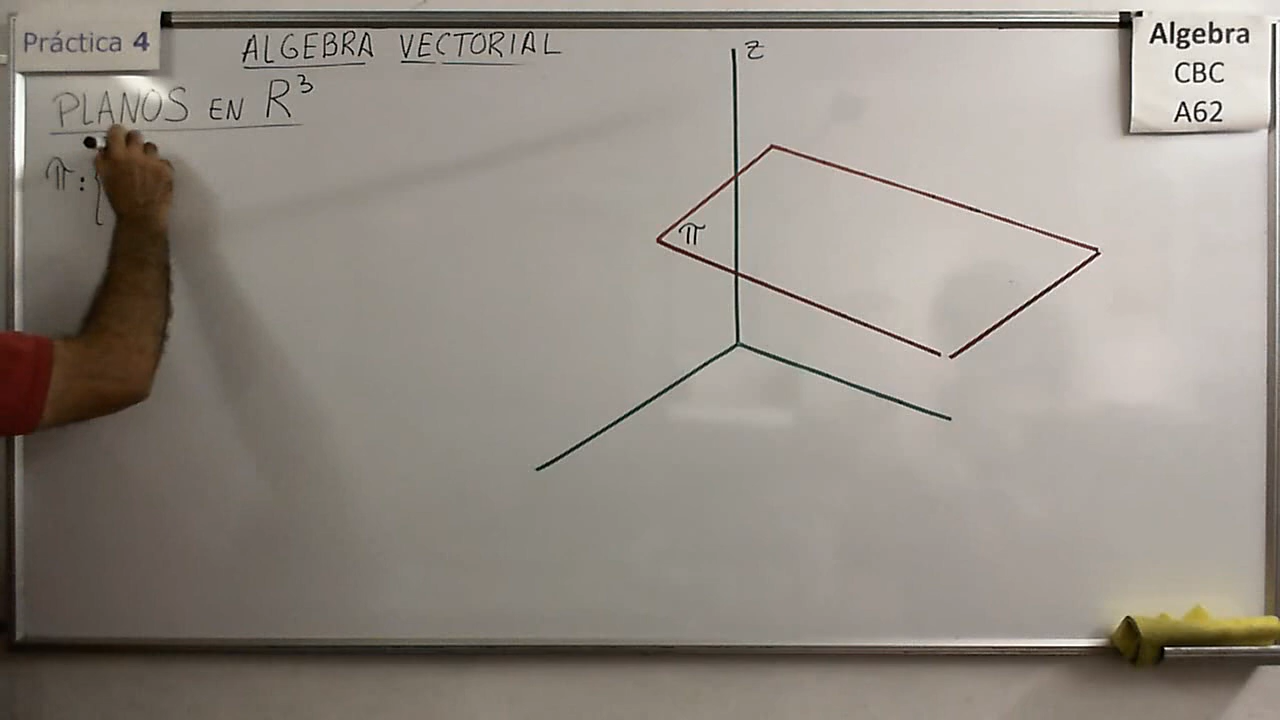 Práctica 4
ALGEBRA VECTORIAL
Algebra
CBC
A62
PLANOS EN R³
π: {
z
π